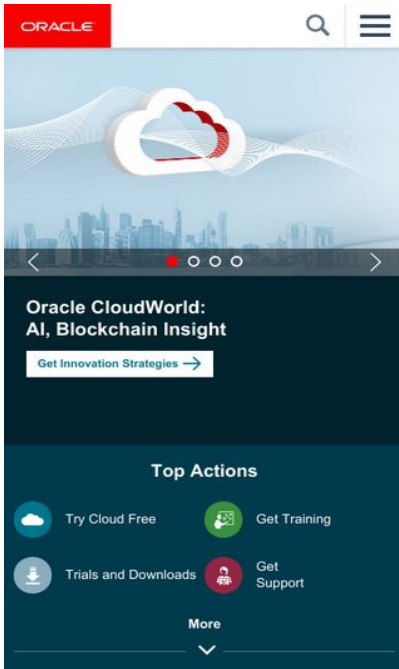 ORACLE
Oracle CloudWorld:
AI, Blockchain Insight
Get Innovation Strategies
Top Actions
Try Cloud Free
Get Training
Trials and Downloads
Get
Support
More